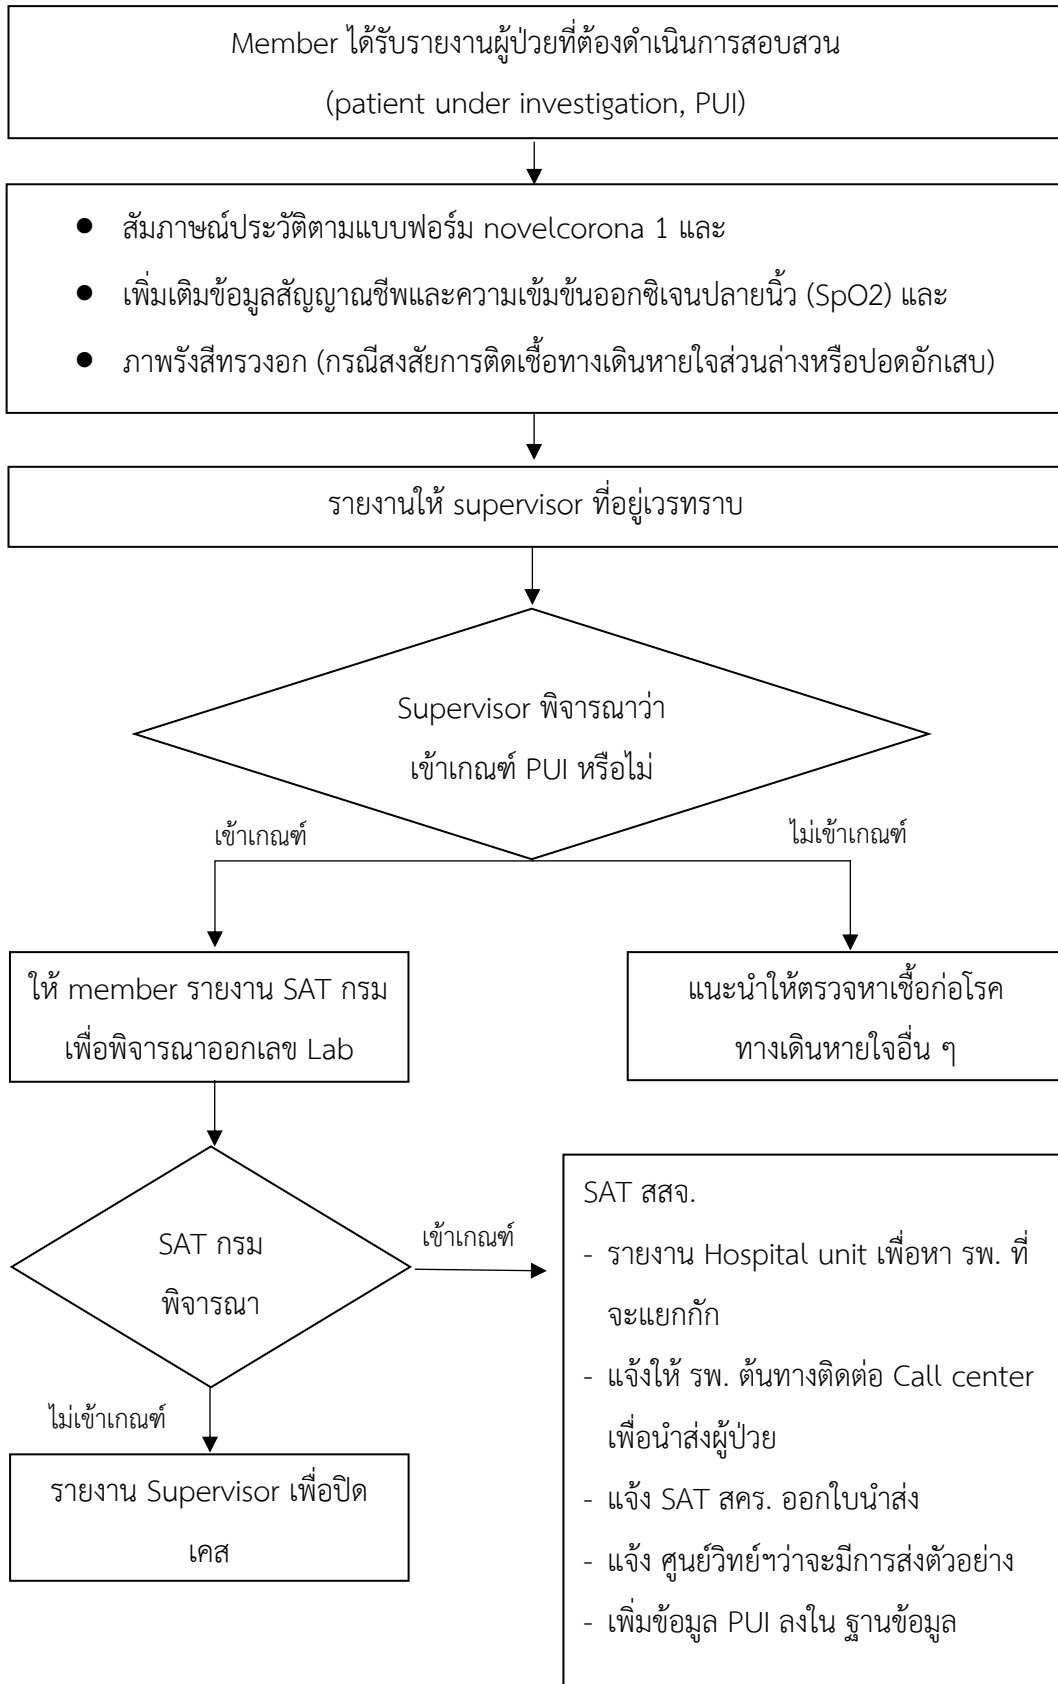 Member ได้รับรายงานผู้ป่วยที่ต้องดำเนินการสอบสวน
(patient under investigation, PUI)
● สัมภาษณ์ประวัติตามแบบฟอร์ม novelcorona 1 และ
● เพิ่มเติมข้อมูลสัญญาณชีพและความเข้มข้นออกซิเจนปลายนิ้ว (SpO2) และ
● ภาพรังสีทรวงอก (กรณีสงสัยการติดเชื้อทางเดินหายใจส่วนล่างหรือปอดอักเสบ)
รายงานให้ supervisor ที่อยู่เวรทราบ
Supervisor พิจารณาว่า
เข้าเกณฑ์ PUI หรือไม่
เข้าเกณฑ์
ไม่เข้าเกณฑ์
ให้ member รายงาน SAT กรม
เพื่อพิจารณาออกเลข Lab
แนะนำให้ตรวจหาเชื้อก่อโรค
ทางเดินหายใจอื่น ๆ
SAT กรม
พิจารณา
เข้าเกณฑ์
ไม่เข้าเกณฑ์
รายงาน Supervisor เพื่อปิด
เคส
SAT สสจ.
- รายงาน Hospital unit เพื่อหา รพ. ที่
จะแยกกัก
- แจ้งให้ รพ. ต้นทางติดต่อ Call center
เพื่อนำส่งผู้ป่วย
- แจ้ง SAT สคร. ออกใบนำส่ง
- แจ้ง ศูนย์วิทย์ฯว่าจะมีการส่งตัวอย่าง
- เพิ่มข้อมูล PUI ลงใน ฐานข้อมูล